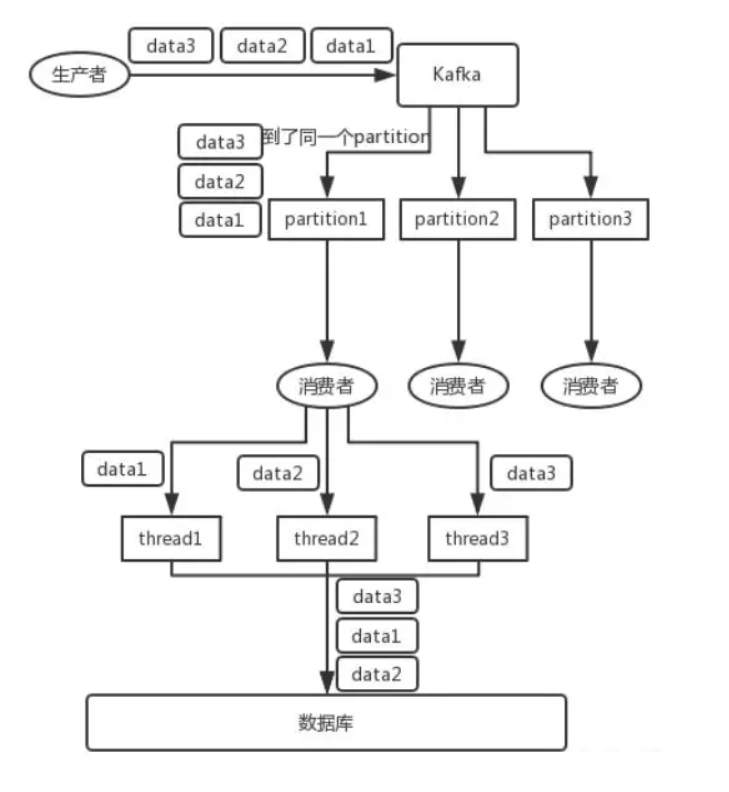 data3 data2 data1
生产者
Kafka
data3
到了同一个partition
data2
data1
partition1 partition2 partition3
消费者 消费者 消费者
data1 data2 data3
thread1 thread2 thread3
data3
data1
data2
数据库